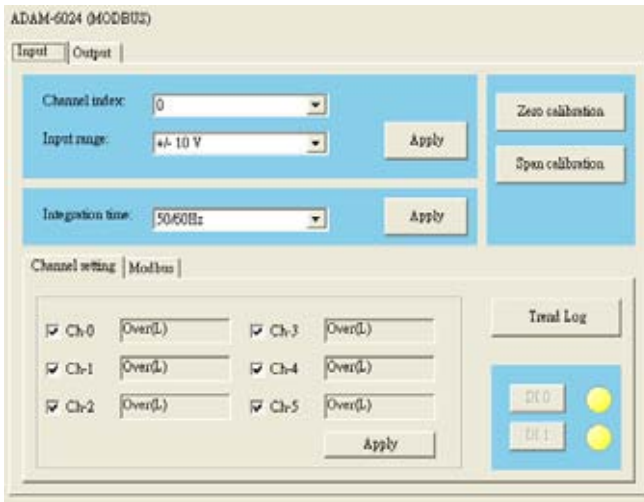 ADAM-6024 (MODBUS)
Input Output
Channel index: 0
Input range: +/- 10 V
Apply
Zero calibration
Span calibration
Integration time: 50/60Hz
Apply
Channel setting Modbus
Ch-0 Over(L) Ch-3 Over(L)
Ch-1 Over(L) Ch-4 Over(L)
Ch-2 Over(L) Ch-5 Over(L)
Apply
Trend Log
DI 0
DI 1